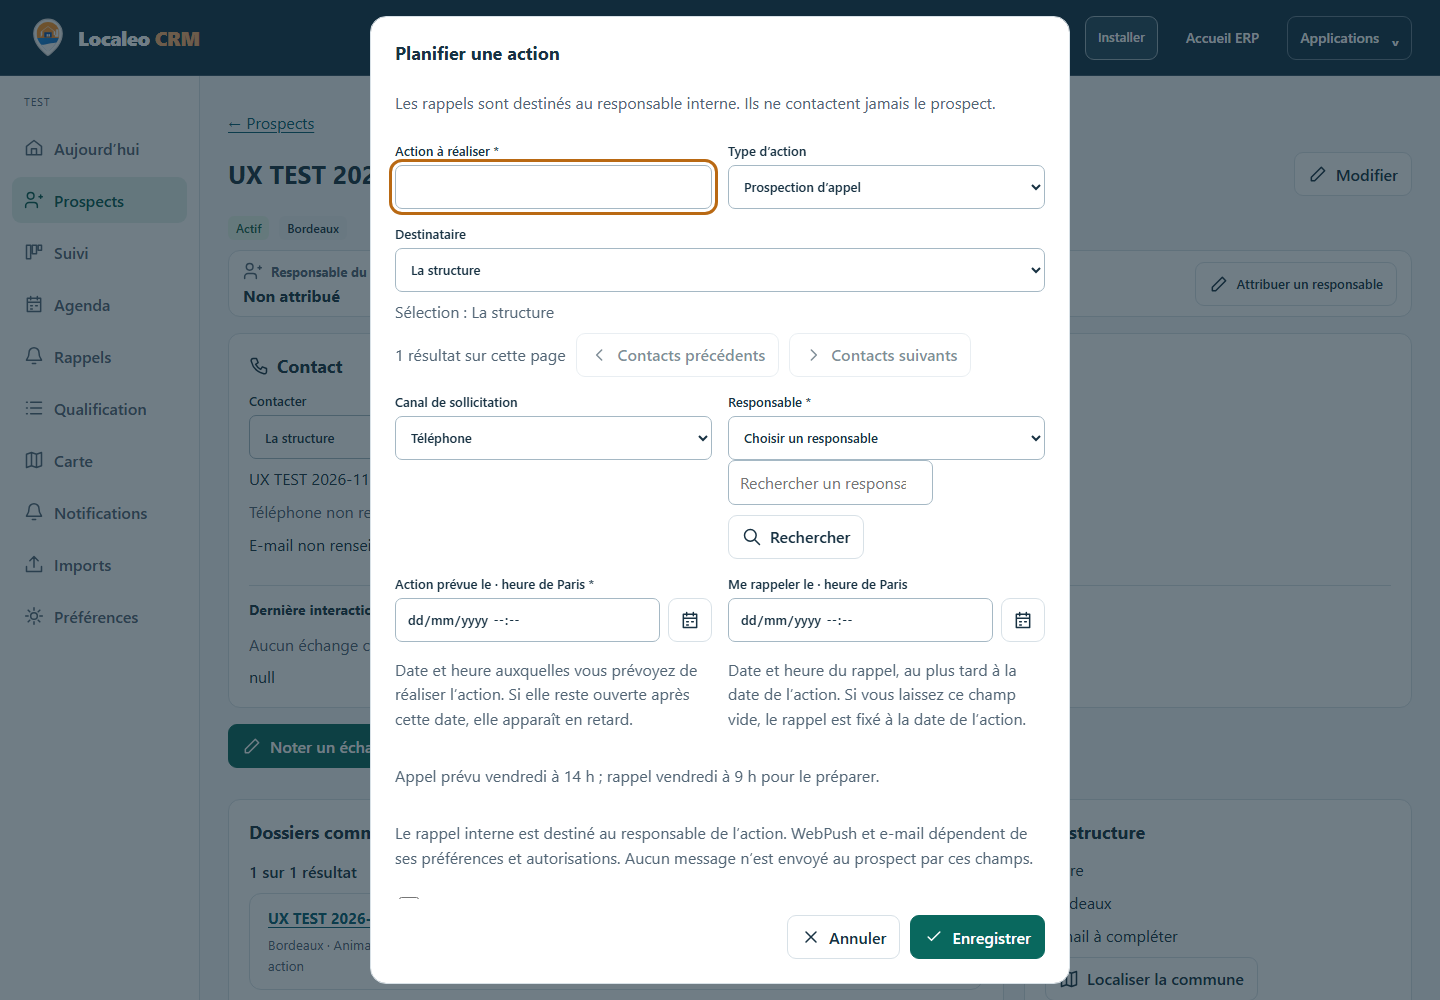 Localeo CRM
Installer
Accueil ERP
Applications
TEST
Aujourd’hui
Prospects
Suivi
Agenda
Rappels
Qualification
Carte
Notifications
Imports
Préférences
← Prospects
UX TEST 202
Modifier
Actif
Bordeaux
Responsable du
Non attribué
Attribuer un responsable
Contact
Contacter
La structure
UX TEST 2026-11
Téléphone non re
E-mail non rensei
Dernière interactio
Aucun échange c
null
Noter un écha
Dossiers comm
1 sur 1 résultat
UX TEST 2026-
Bordeaux · Anima
action
structure
re
deaux
ail à compléter
Localiser la commune
Planifier une action
Les rappels sont destinés au responsable interne. Ils ne contactent jamais le prospect.
Action à réaliser *
Type d’action
Prospection d’appel
Destinataire
La structure
Sélection : La structure
1 résultat sur cette page
Contacts précédents
Contacts suivants
Canal de sollicitation
Téléphone
Responsable *
Choisir un responsable
Rechercher un responsa
Rechercher
Action prévue le · heure de Paris *
dd/mm/yyyy --:--
Date et heure auxquelles vous prévoyez de
réaliser l’action. Si elle reste ouverte après
cette date, elle apparaît en retard.
Me rappeler le · heure de Paris
dd/mm/yyyy --:--
Date et heure du rappel, au plus tard à la
date de l’action. Si vous laissez ce champ
vide, le rappel est fixé à la date de l’action.
Appel prévu vendredi à 14 h ; rappel vendredi à 9 h pour le préparer.
Le rappel interne est destiné au responsable de l’action. WebPush et e-mail dépendent de
ses préférences et autorisations. Aucun message n’est envoyé au prospect par ces champs.
Annuler
Enregistrer